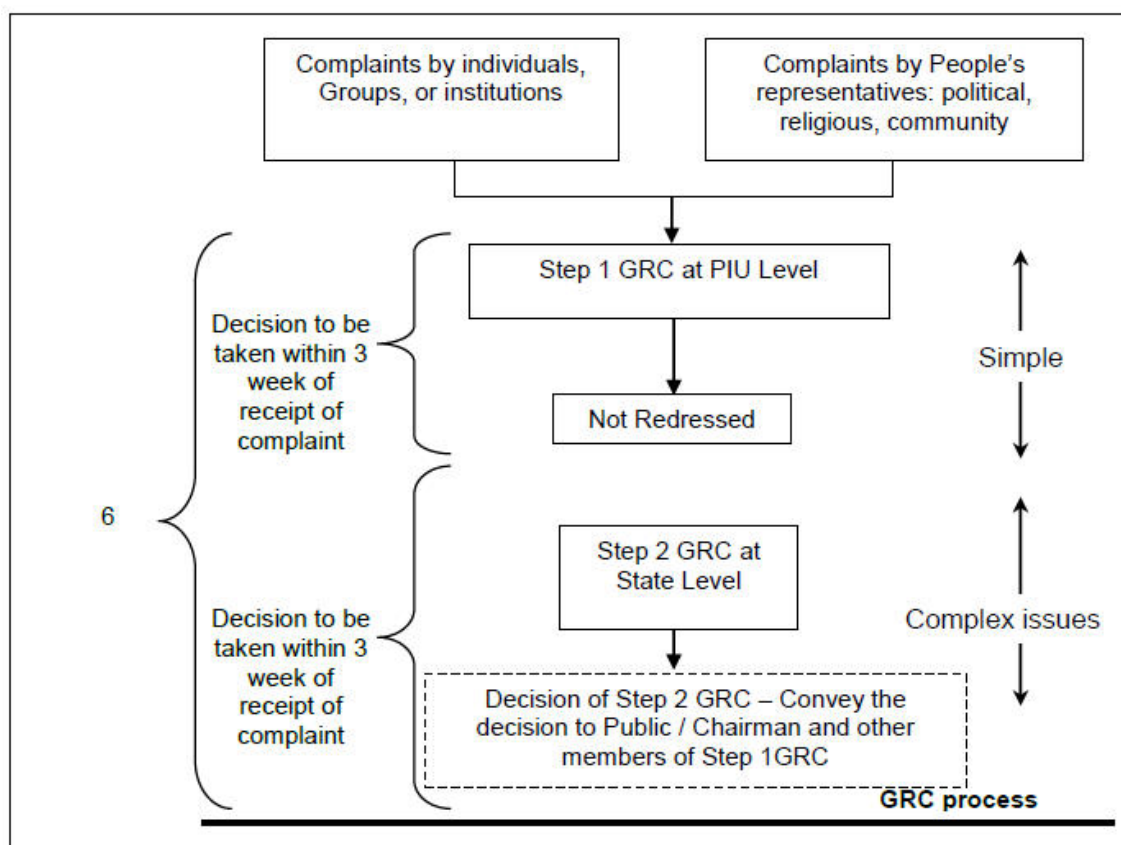 Complaints by individuals,
Groups, or institutions
Complaints by People's
representatives: political,
religious, community
Step 1 GRC at PIU Level
Decision to be
taken within 3
week of
receipt of
complaint
Simple
Not Redressed
6
Step 2 GRC at
State Level
Complex issues
Decision to be
taken within 3
week of
receipt of
complaint
Decision of Step 2 GRC – Convey the
decision to Public / Chairman and other
members of Step 1GRC
GRC process